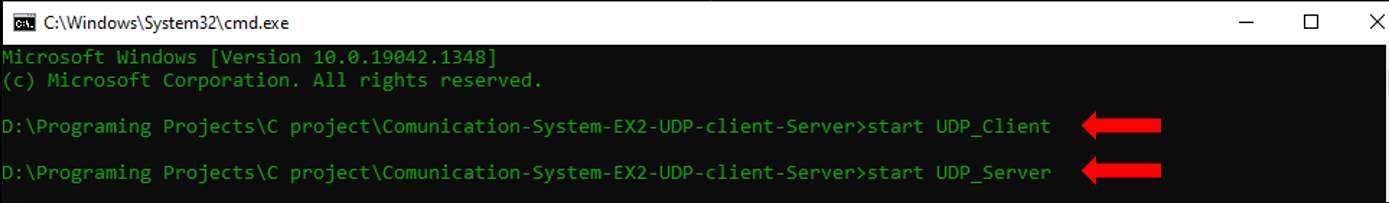 C:\Windows\System32\cmd.exe
Microsoft Windows [Version 10.0.19042.1348]
(c) Microsoft Corporation. All rights reserved.
D:\Programing Projects\C project\Comunication-System-EX2-UDP-client-Server>start UDP_Client
D:\Programing Projects\C project\Comunication-System-EX2-UDP-client-Server>start UDP_Server